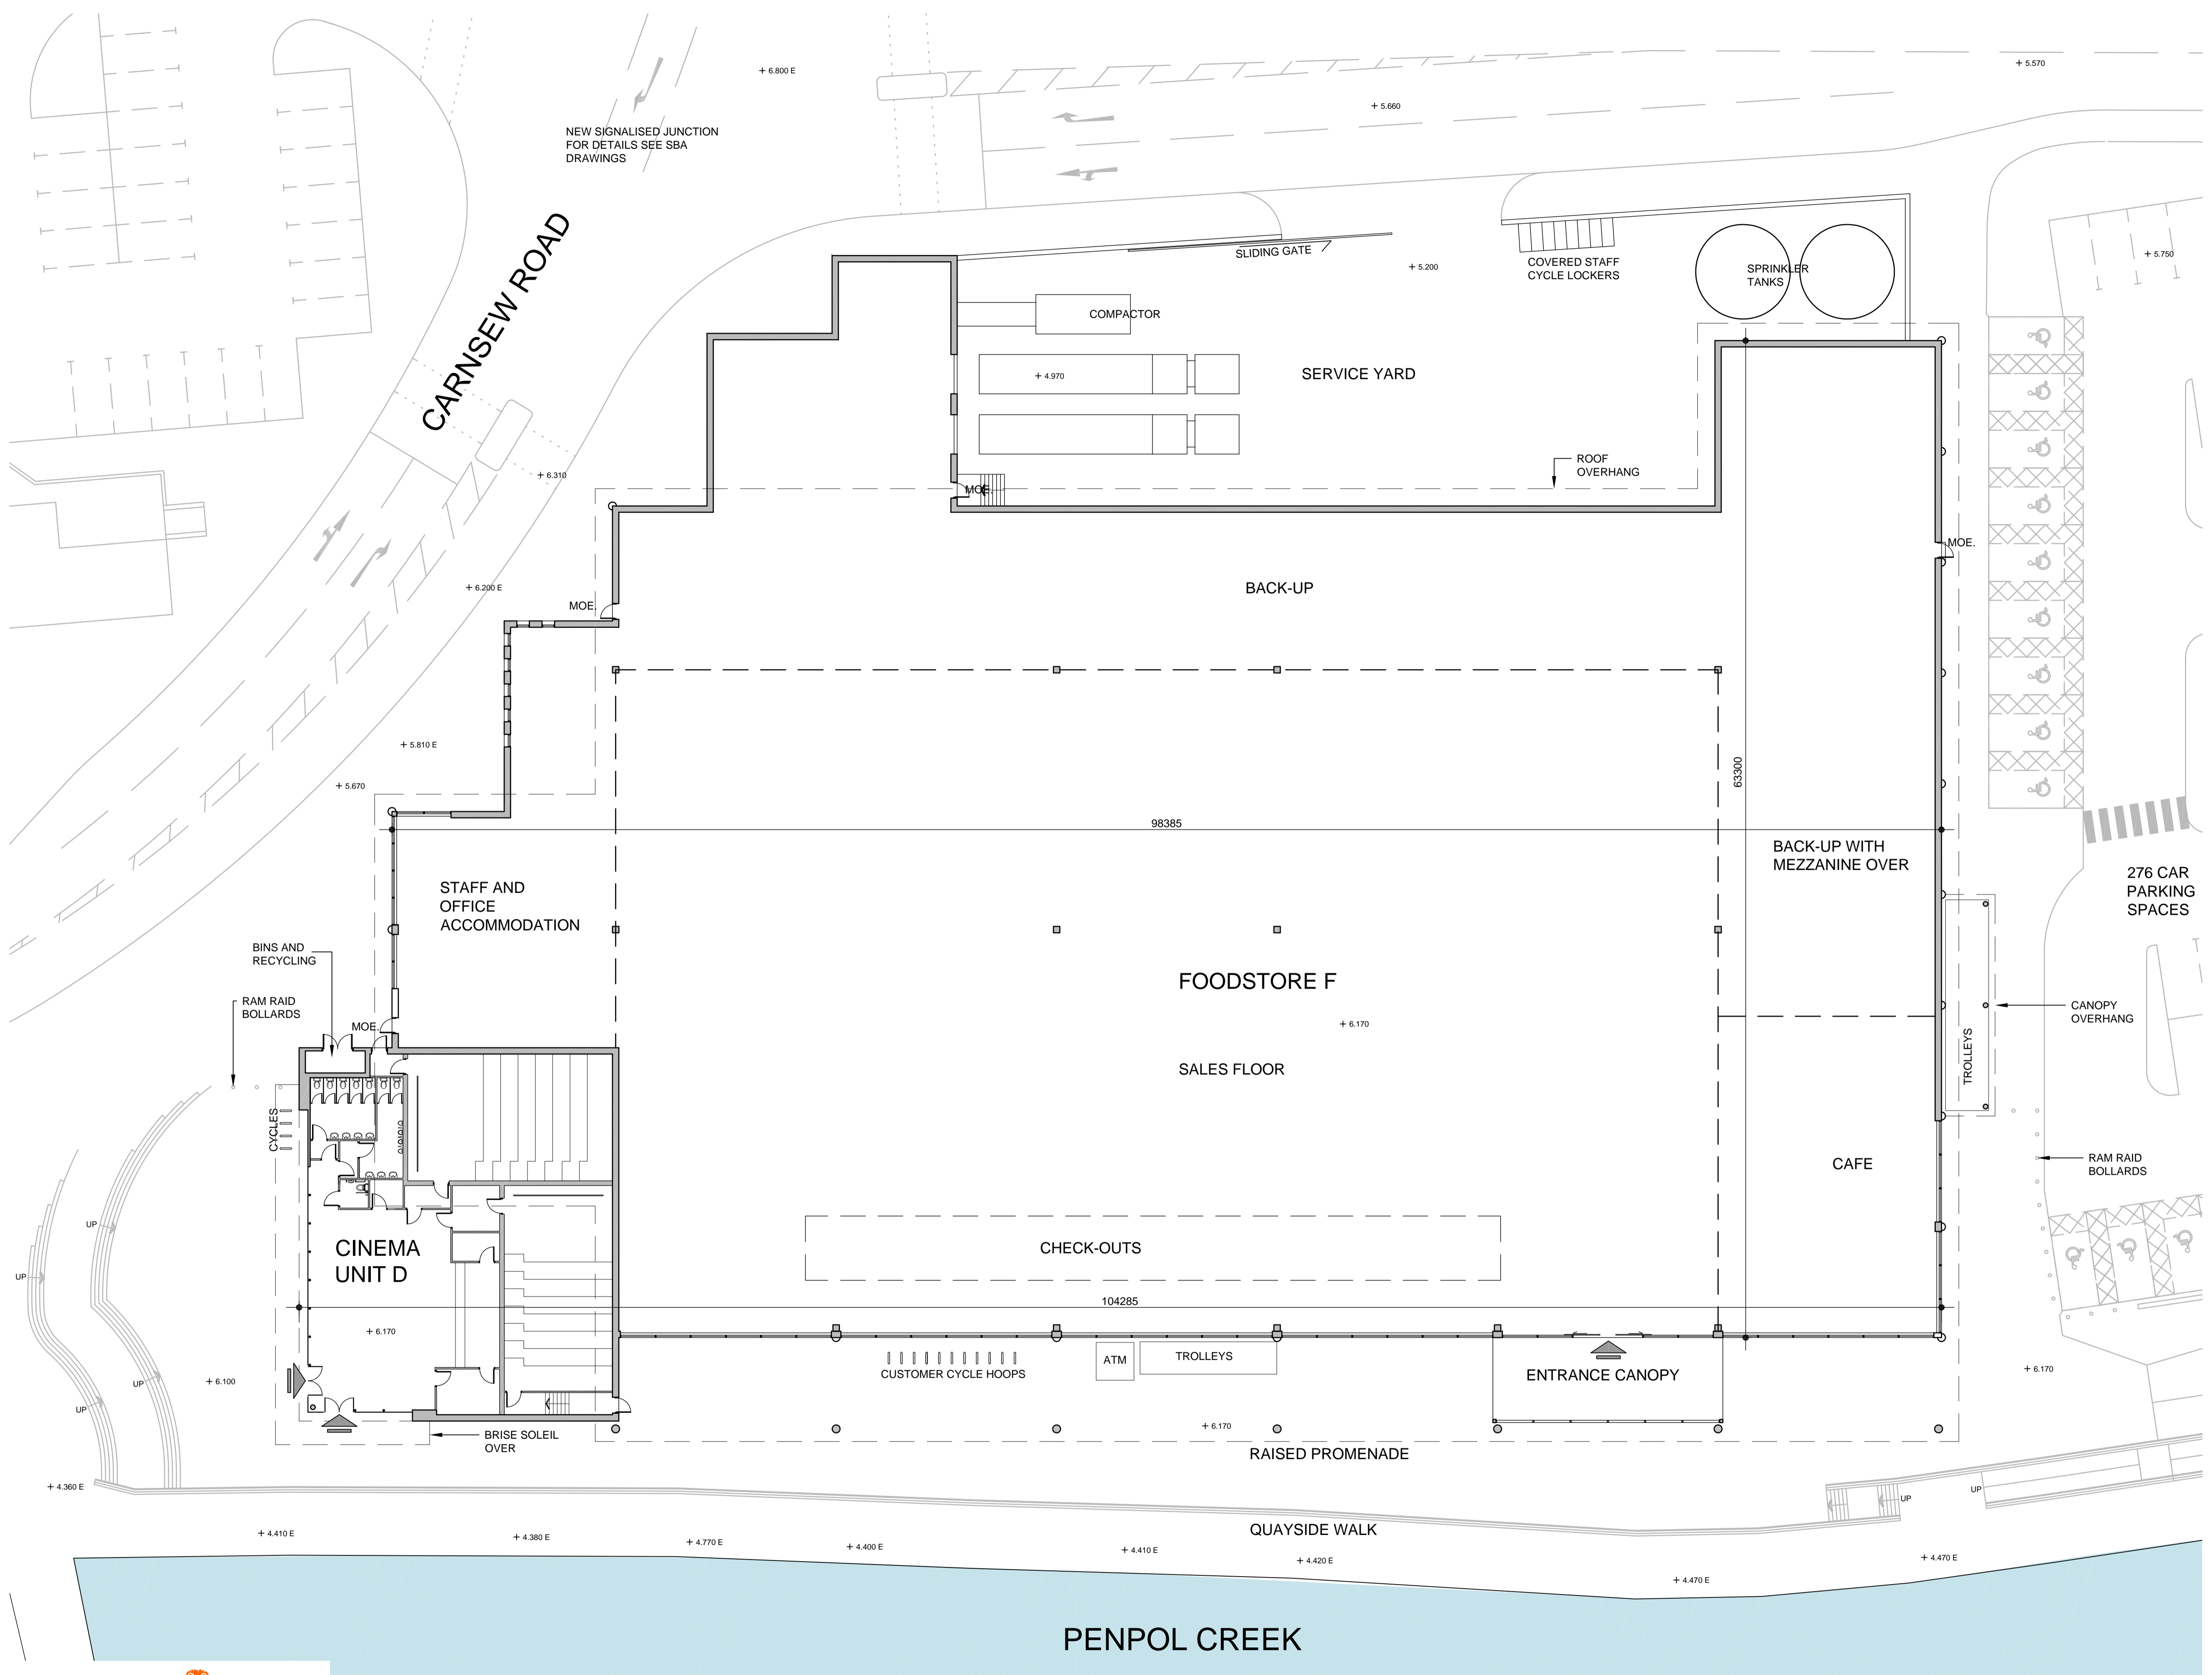 + 6.800 E
+ 5.570
+ 5.660
NEW SIGNALISED JUNCTION
FOR DETAILS SEE SBA
DRAWINGS
CARNSEW ROAD
SLIDING GATE
+ 5.200
COVERED STAFF
CYCLE LOCKERS
SPRINKLER
TANKS
+ 5.750
COMPACTOR
+ 4.970
SERVICE YARD
ROOF
OVERHANG
+ 6.310
MOE.
MOE.
+ 6.200 E
MOE.
BACK-UP
+ 5.810 E
+ 5.670
63300
98385
BACK-UP WITH
MEZZANINE OVER
276 CAR
PARKING
SPACES
STAFF AND
OFFICE
ACCOMMODATION
BINS AND
RECYCLING
RAM RAID
BOLLARDS
MOE.
FOODSTORE F
+ 6.170
SALES FLOOR
CANOPY
OVERHANG
TROLLEYS
CYCLES
CAFE
RAM RAID
BOLLARDS
UP
UP
UP
UP
CINEMA
UNIT D
+ 6.170
CHECK-OUTS
104285
+ 6.100
CUSTOMER CYCLE HOOPS
ATM
TROLLEYS
ENTRANCE CANOPY
+ 6.170
BRISE SOLEIL
OVER
+ 6.170
RAISED PROMENADE
+ 4.360 E
UP
UP
QUAYSIDE WALK
+ 4.410 E
+ 4.380 E
+ 4.770 E
+ 4.400 E
+ 4.410 E
+ 4.420 E
+ 4.470 E
+ 4.470 E
PENPOL CREEK